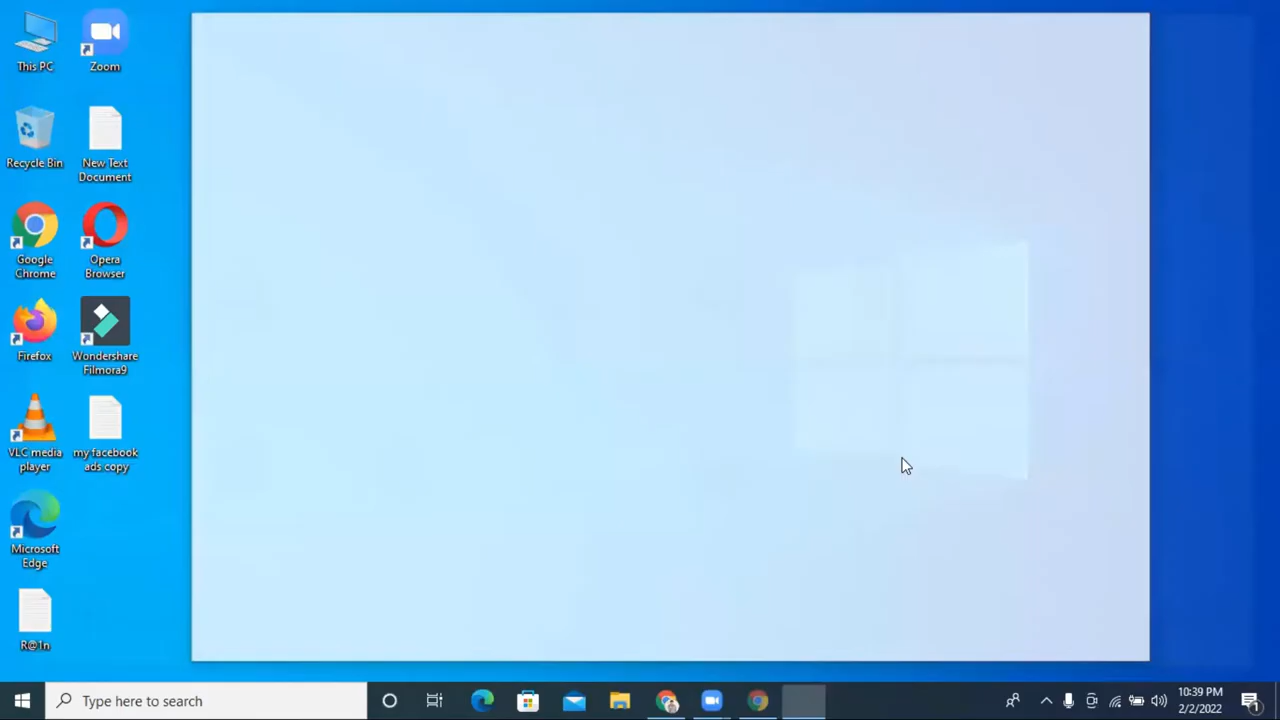 This PC
Zoom
Recycle Bin
New Text
Document
Google
Chrome
Opera
Browser
Firefox
Wondershare
Filmora9
VLC media
player
my facebook
ads copy
Microsoft
Edge
R@1n
Type here to search
10:39 PM
2/2/2022
1